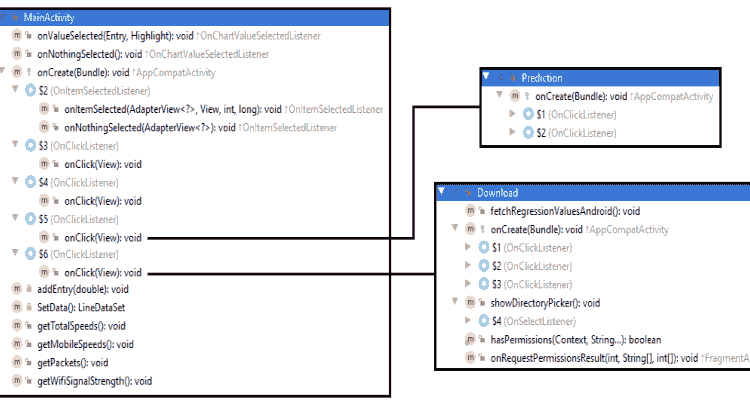 MainActivity
onValueSelected(Entry, Highlight): void ↑OnChartValueSelectedListener
onNothingSelected(): void ↑OnChartValueSelectedListener
onCreate(Bundle): void ↑AppCompatActivity
$2 (OnItemSelectedListener)
onItemSelected(AdapterView<?>, View, int, long): void ↑OnItemSelectedListener
onNothingSelected(AdapterView<?>): void ↑OnItemSelectedListener
$3 (OnClickListener)
onClick(View): void
$4 (OnClickListener)
onClick(View): void
$5 (OnClickListener)
onClick(View): void
$6 (OnClickListener)
onClick(View): void
addEntry(double): void
SetData(): LineDataSet
getTotalSpeeds(): void
getMobileSpeeds(): void
getPackets(): void
getWifiSignalStrength(): void
Prediction
onCreate(Bundle): void ↑AppCompatActivity
$1 (OnClickListener)
$2 (OnClickListener)
Download
fetchRegressionValuesAndroid(): void
onCreate(Bundle): void ↑AppCompatActivity
$1 (OnClickListener)
$2 (OnClickListener)
$3 (OnClickListener)
showDirectoryPicker(): void
$4 (OnSelectListener)
hasPermissions(Context, String...): boolean
onRequestPermissionsResult(int, String[], int[]): void ↑FragmentA